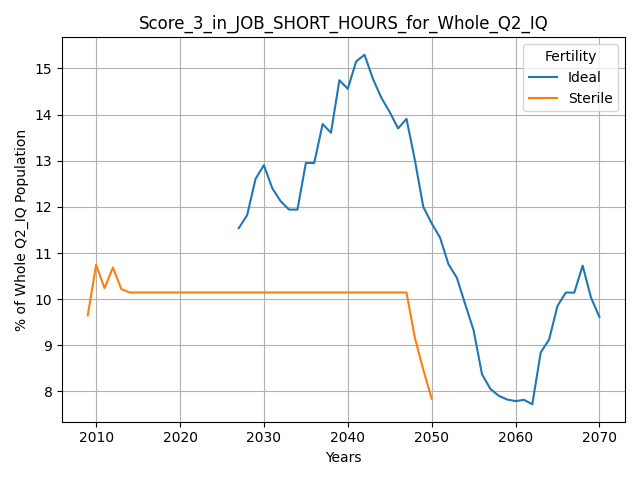 Score_3_in_JOB_SHORT_HOURS_for_Whole_Q2_IQ
Fertility
Ideal
Sterile
% of Whole Q2_IQ Population
15
14
13
12
11
10
9
8
2010 2020 2030 2040 2050 2060 2070
Years